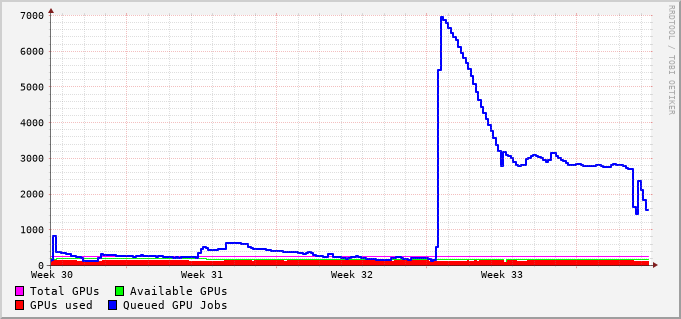 7000
6000
5000
4000
3000
2000
1000
0
Week 30 Week 31 Week 32 Week 33
Total GPUs Available GPUs
GPUs used Queued GPU Jobs
RRDTOOL / TOBI OETIKER